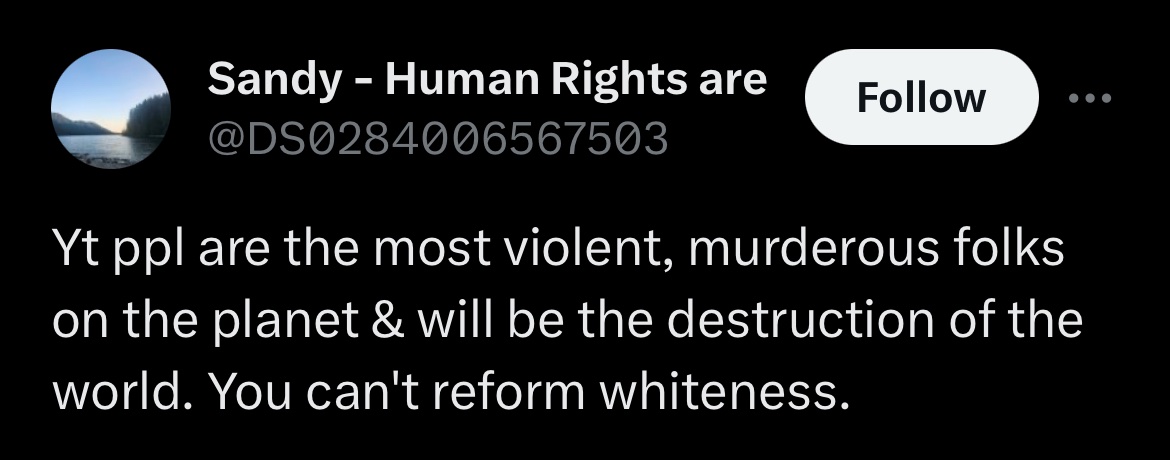 Sandy - Human Rights are
Follow
@DS0284006567503
Yt ppl are the most violent, murderous folks
on the planet & will be the destruction of the
world. You can't reform whiteness.